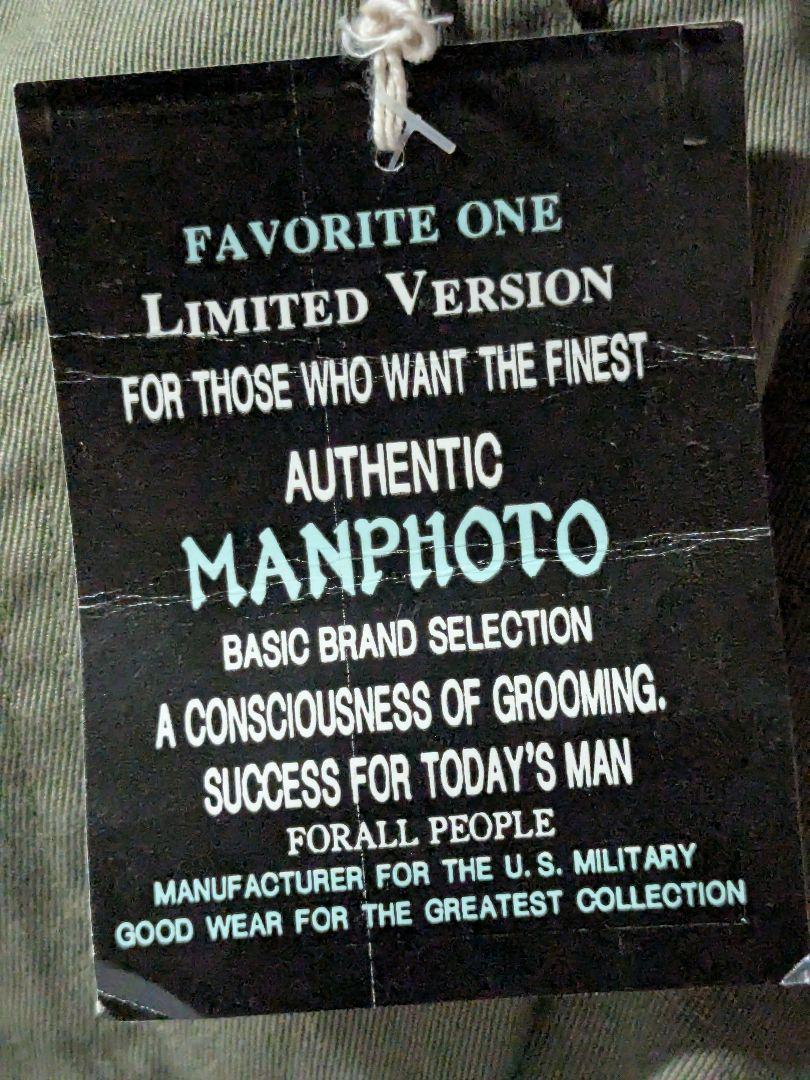 FAVORITE ONE
LIMITED VERSION
FOR THOSE WHO WANT THE FINEST
AUTHENTIC
MANPHOTO
BASIC BRAND SELECTION
A CONSCIOUSNESS OF GROOMING.
SUCCESS FOR TODAY'S MAN
FORALL PEOPLE
MANUFACTURER FOR THE U. S. MILITARY
GOOD WEAR FOR THE GREATEST COLLECTION